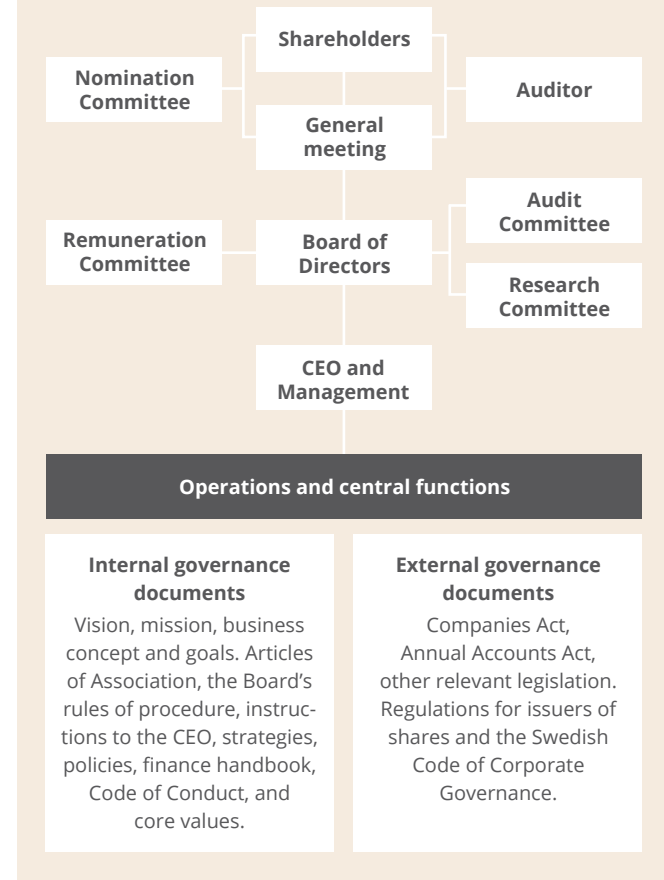 Shareholders
Nomination
Committee
Auditor
General
meeting
Audit
Committee
Remuneration
Committee
Board of
Directors
Research
Committee
CEO and
Management
Operations and central functions
Internal governance
documents
Vision, mission, business
concept and goals. Articles
of Association, the Board’s
rules of procedure, instruc-
tions to the CEO, strategies,
policies, finance handbook,
Code of Conduct, and
core values.
External governance
documents
Companies Act,
Annual Accounts Act,
other relevant legislation.
Regulations for issuers of
shares and the Swedish
Code of Corporate
Governance.